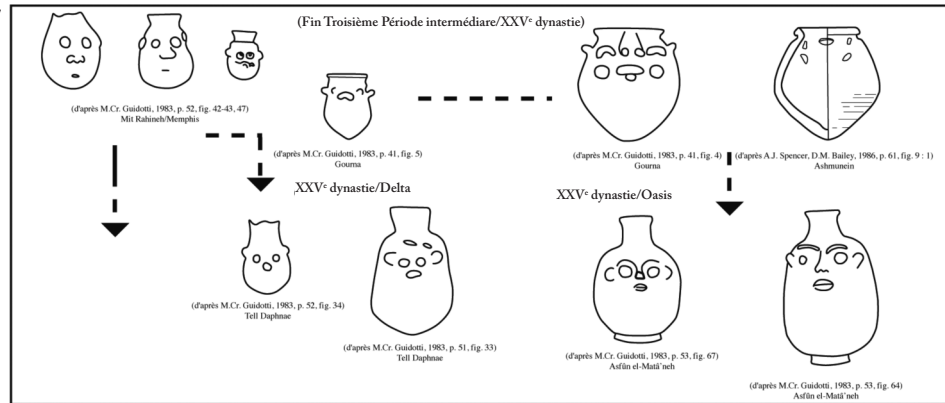 (Fin Troisième Période intermédiare/XXVᵉ dynastie)
(d'après M.Cr. Guidotti, 1983, p. 52, fig. 42-43, 47)
Mit Rahineh/Memphis
(d'après M.Cr. Guidotti, 1983, p. 41, fig. 5)
Gourna
(d'après M.Cr. Guidotti, 1983, p. 41, fig. 4)
Gourna
(d'après A.J. Spencer, D.M. Bailey, 1986, p. 61, fig. 9 : 1)
Ashmunein
XXVᵉ dynastie/Delta
XXVᵉ dynastie/Oasis
(d'après M.Cr. Guidotti, 1983, p. 52, fig. 34)
Tell Daphnae
(d'après M.Cr. Guidotti, 1983, p. 51, fig. 33)
Tell Daphnae
(d'après M.Cr. Guidotti, 1983, p. 53, fig. 67)
Asfûn el-Matâ'neh
(d'après M.Cr. Guidotti, 1983, p. 53, fig. 64)
Asfûn el-Matâ'neh